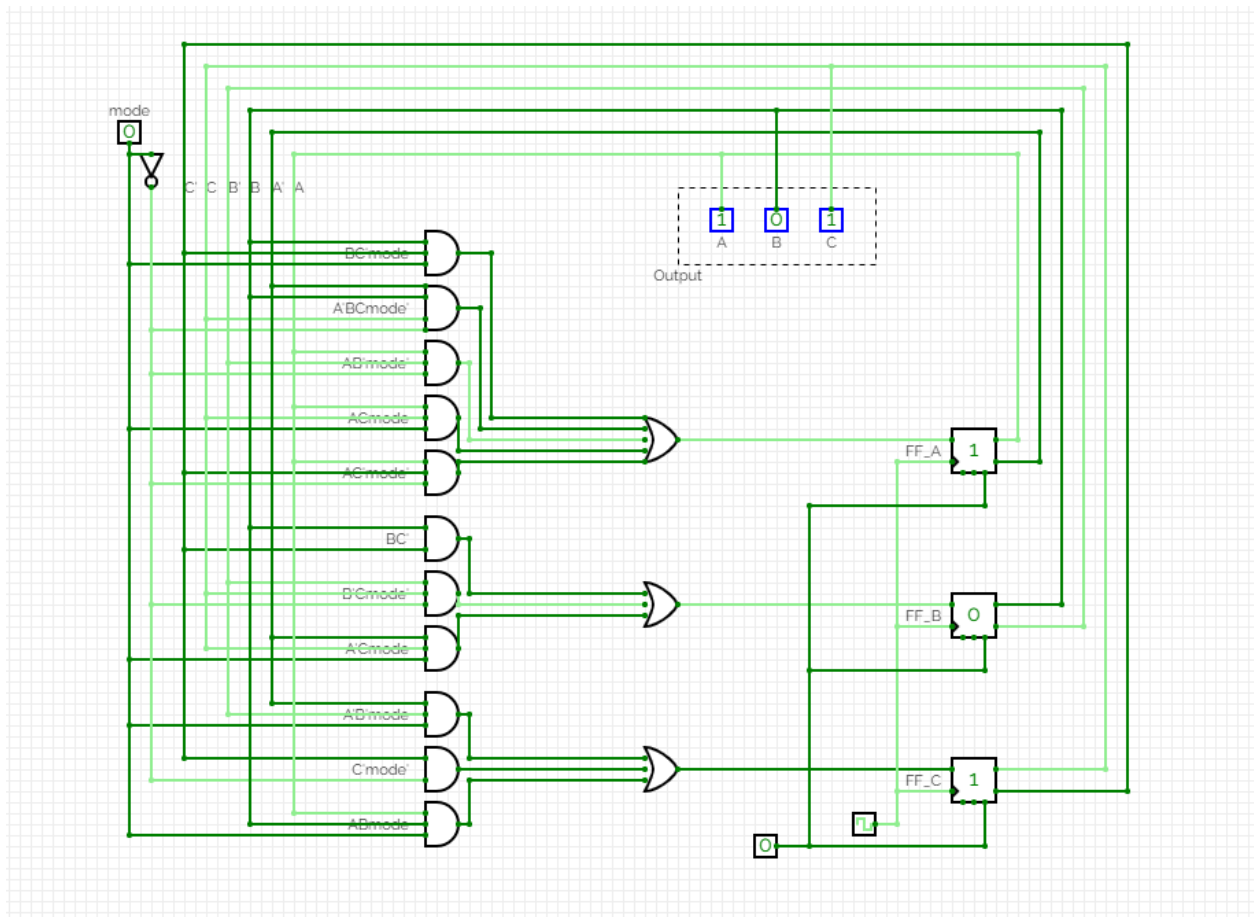 mode
0
C' C B' B A' A
1 0 1
A B C
Output
BC'mode
A'BCmode'
AB'mode'
ACmode
AC'mode'
FF_A 1
BC'
B'Cmode'
FF_B 0
A'Cmode
A'B'mode
C'mode'
FF_C 1
ABmode
0